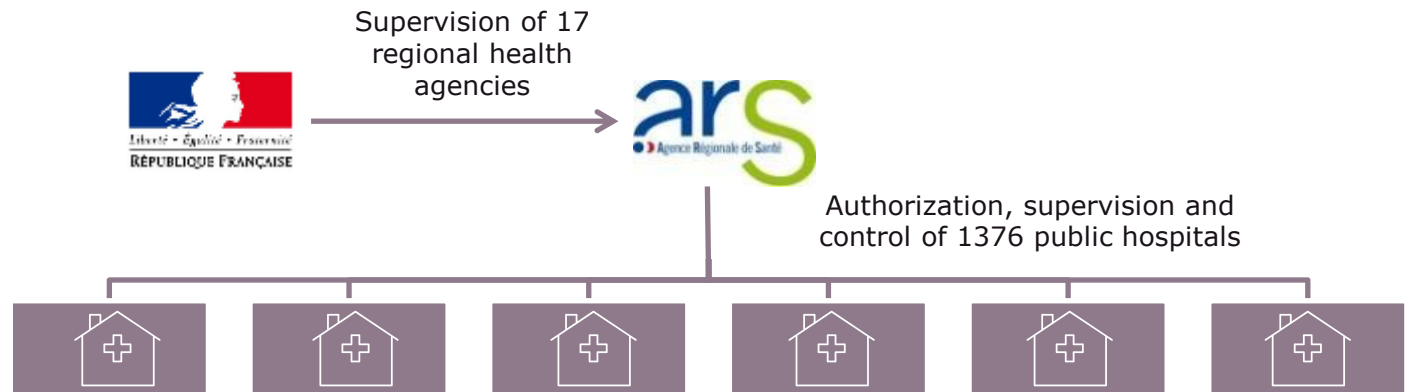 Supervision of 17
regional health
agencies
Liberté • Égalité • Fraternité
RÉPUBLIQUE FRANÇAISE
ars
Agence Régionale de Santé
Authorization, supervision and
control of 1376 public hospitals